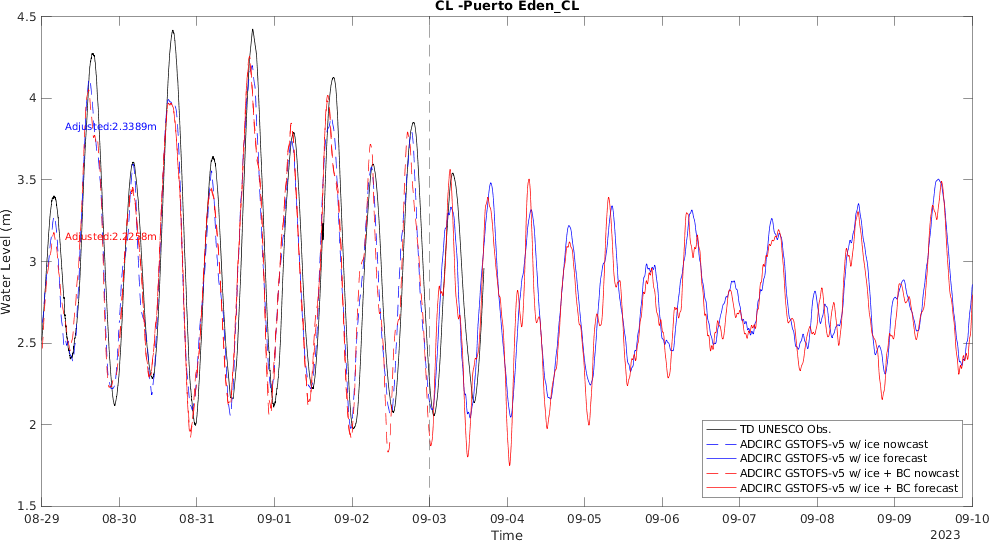 CL -Puerto Eden_CL
4.5
4
3.5
3
2.5
2
1.5
Water Level (m)
Adjusted:2.3389m
Adjusted:2.2258m
TD UNESCO Obs.
ADCIRC GSTOFS-v5 w/ ice nowcast
ADCIRC GSTOFS-v5 w/ ice forecast
ADCIRC GSTOFS-v5 w/ ice + BC nowcast
ADCIRC GSTOFS-v5 w/ ice + BC forecast
08-29 08-30 08-31 09-01 09-02 09-03 09-04 09-05 09-06 09-07 09-08 09-09 09-10
Time
2023